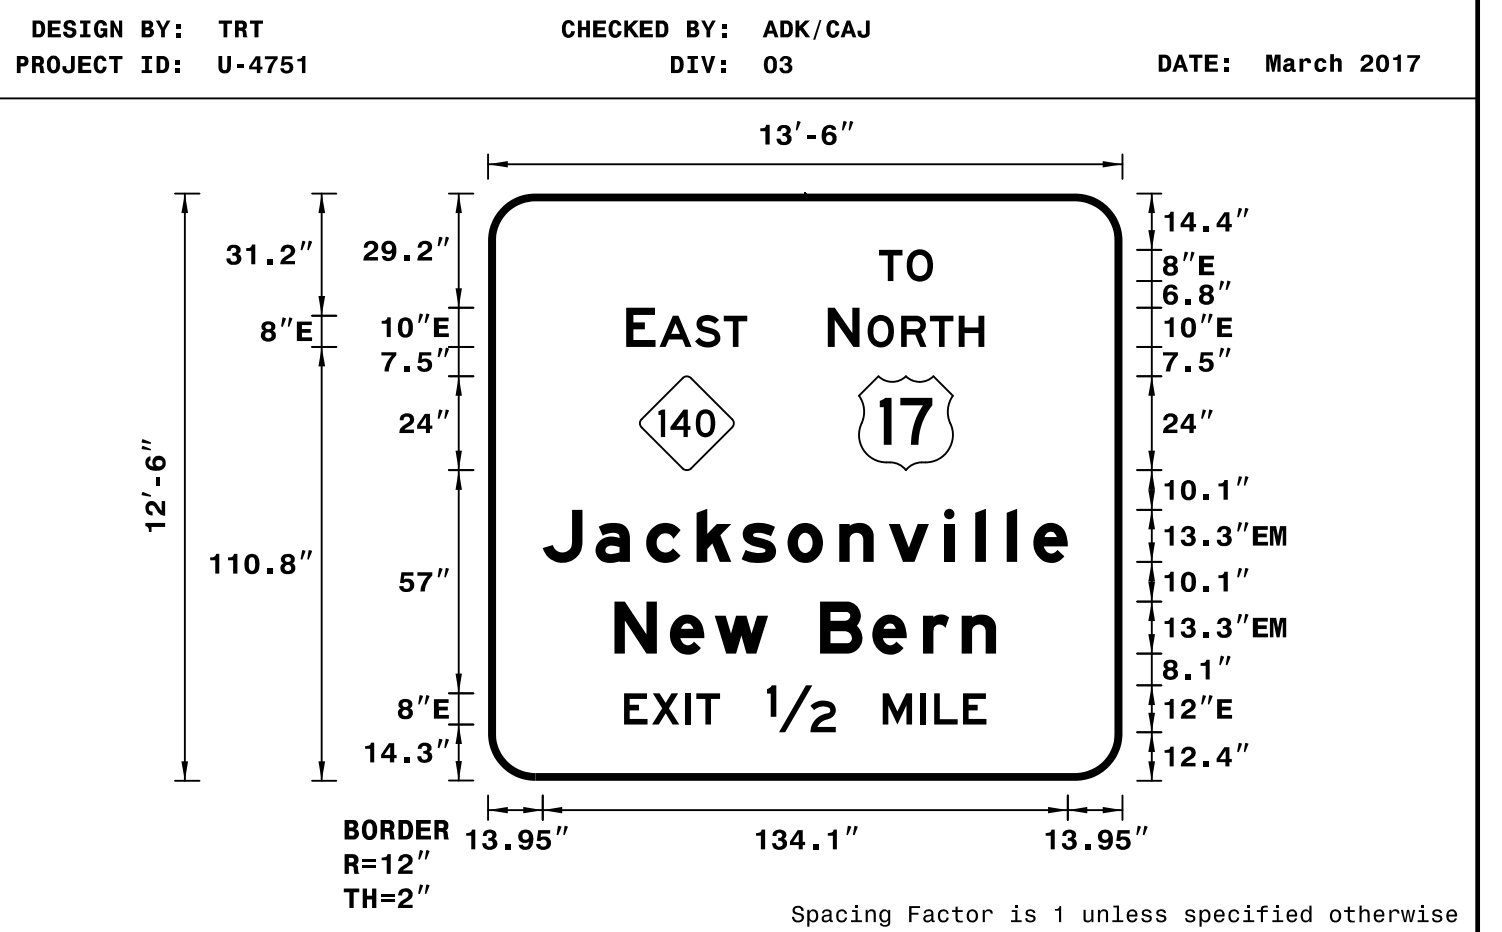 DESIGN BY: TRT CHECKED BY: ADK/CAJ
PROJECT ID: U-4751 DIV: 03 DATE: March 2017
13′-6″
31.2″ 29.2″ TO 14.4″
8″E
6.8″
8″E 10″E EAST NORTH 10″E
7.5″ 7.5″
24″ 140 17 24″
12′-6″
10.1″
Jacksonville 13.3″EM
110.8″ 57″ 10.1″
New Bern 13.3″EM
8.1″
8″E EXIT 1/2 MILE 12″E
14.3″ 12.4″
BORDER 13.95″ 134.1″ 13.95″
R=12″
TH=2″
Spacing Factor is 1 unless specified otherwise